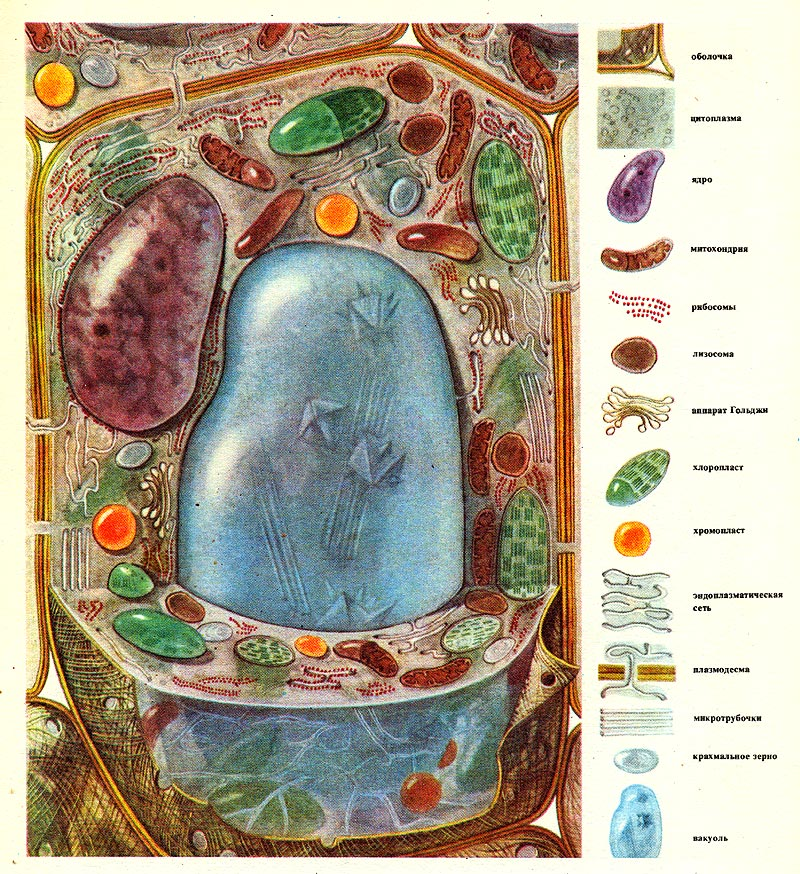 оболочка
цитоплазма
ядро
митохондрия
рибосомы
лизосома
аппарат Гольджи
хлоропласт
хромопласт
эндоплазматическая
сеть
плазмодесма
микротрубочки
крахмальное зерно
вакуоль